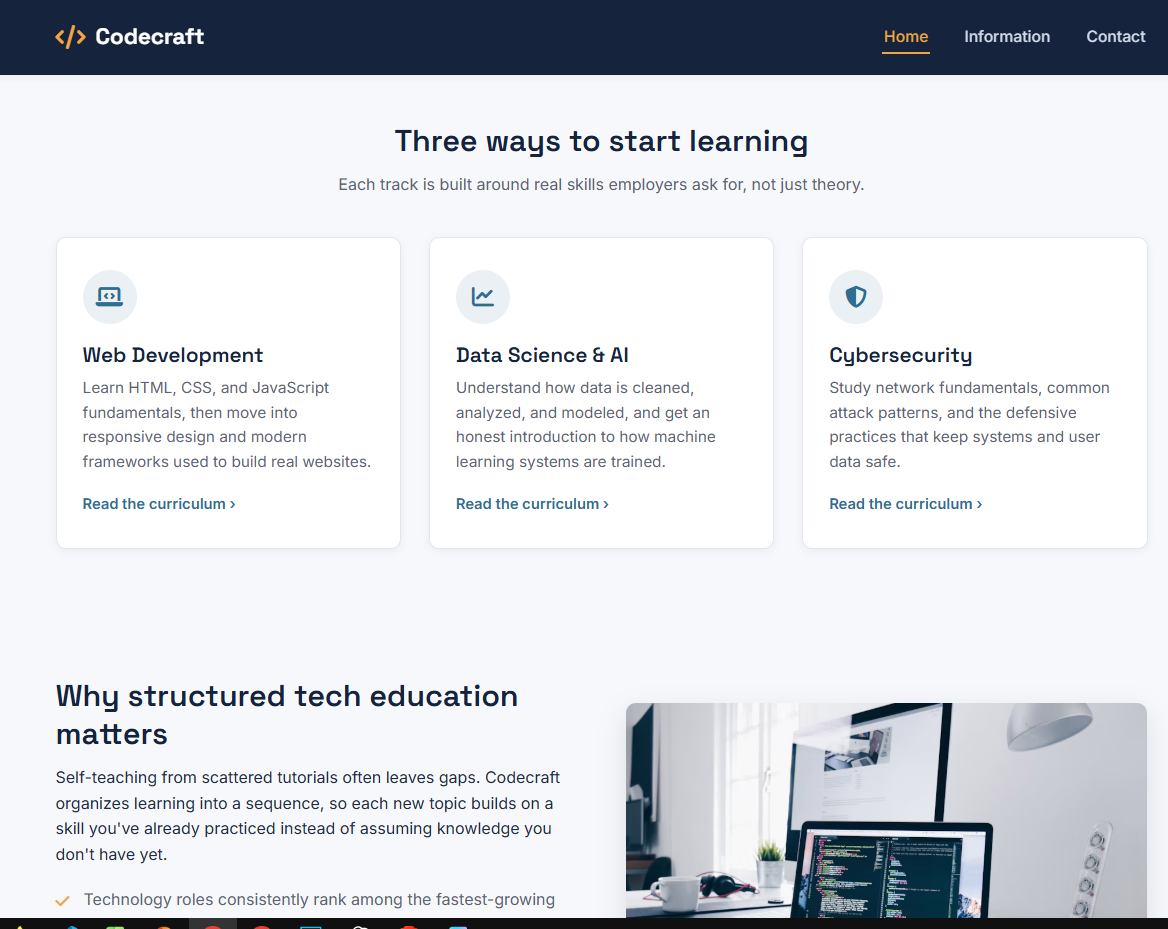 </> Codecraft
Home Information Contact
Three ways to start learning
Each track is built around real skills employers ask for, not just theory.
Web Development
Learn HTML, CSS, and JavaScript
fundamentals, then move into
responsive design and modern
frameworks used to build real websites.
Read the curriculum ›
Data Science & AI
Understand how data is cleaned,
analyzed, and modeled, and get an
honest introduction to how machine
learning systems are trained.
Read the curriculum ›
Cybersecurity
Study network fundamentals, common
attack patterns, and the defensive
practices that keep systems and user
data safe.
Read the curriculum ›
Why structured tech education
matters
Self-teaching from scattered tutorials often leaves gaps. Codecraft
organizes learning into a sequence, so each new topic builds on a
skill you've already practiced instead of assuming knowledge you
don't have yet.
Technology roles consistently rank among the fastest-growing